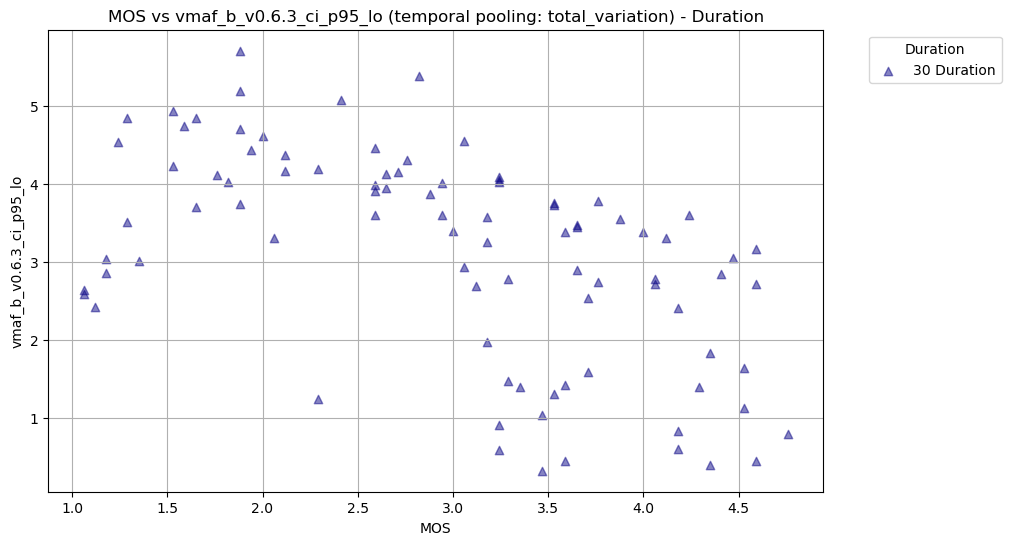 MOS vs vmaf_b_v0.6.3_ci_p95_lo (temporal pooling: total_variation) - Duration
Duration
30 Duration
vmaf_b_v0.6.3_ci_p95_lo
5
4
3
2
1
1.0 1.5 2.0 2.5 3.0 3.5 4.0 4.5
MOS